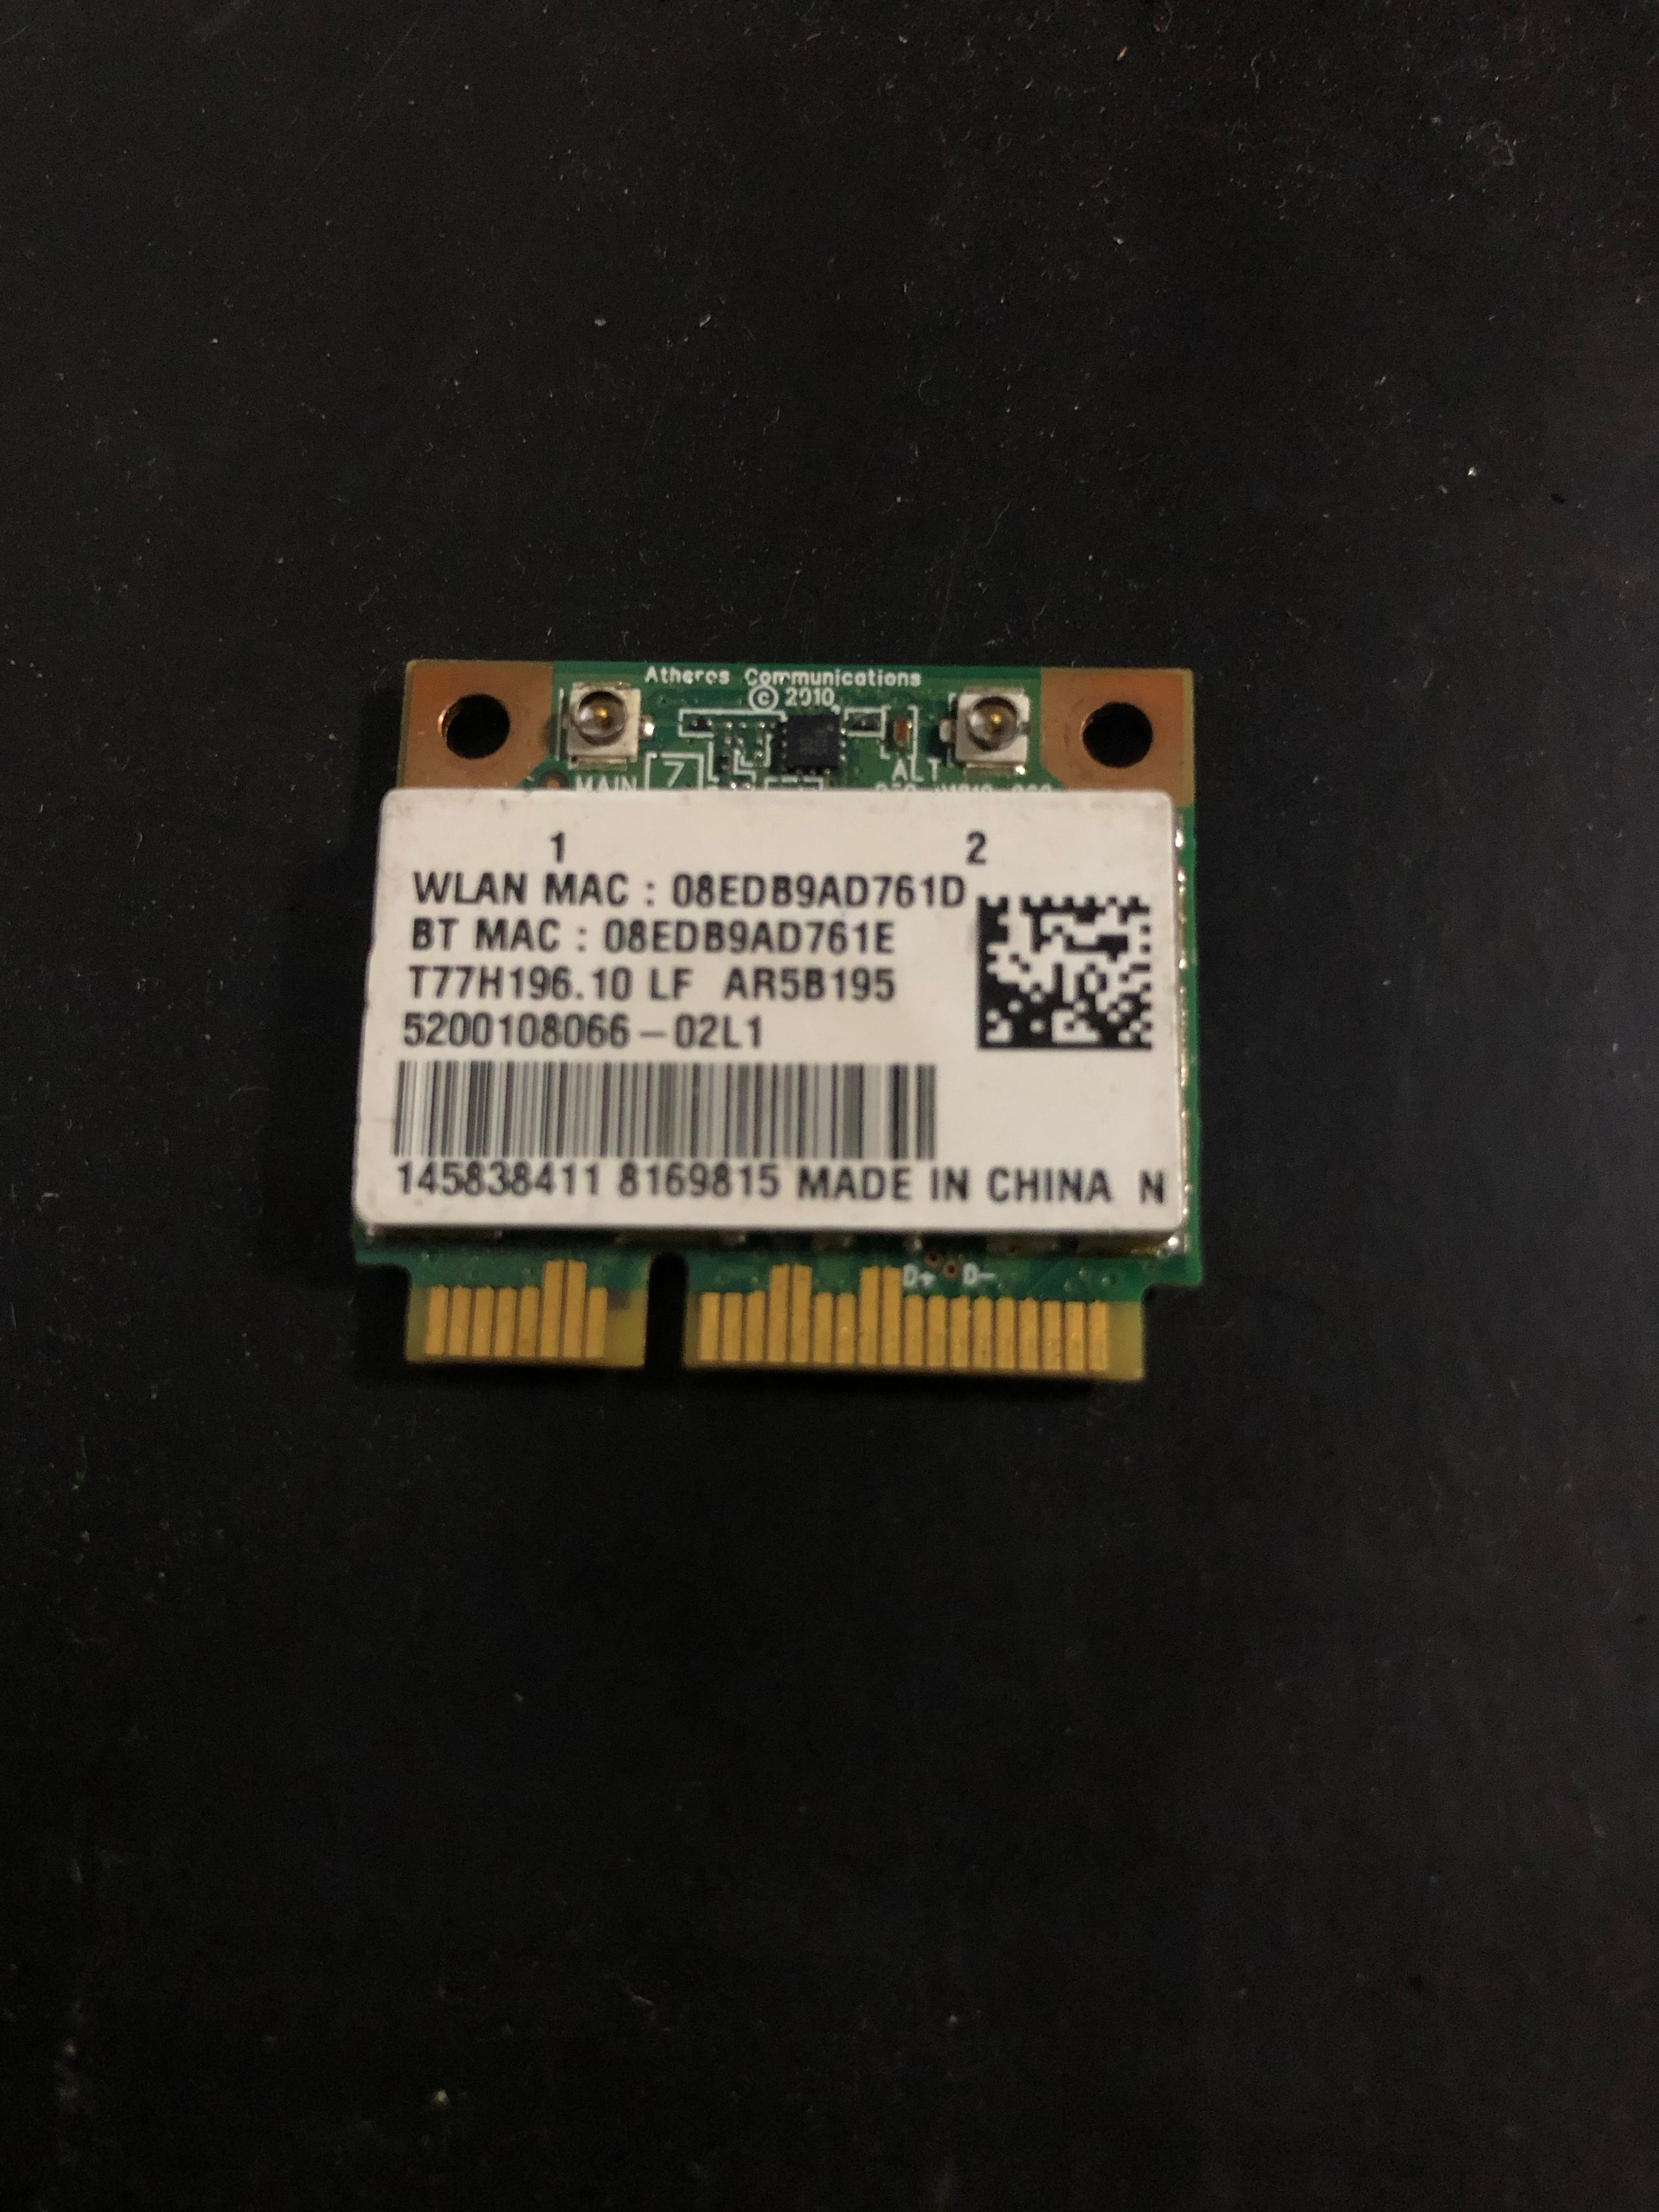 Atheros Communications
© 2010
MAIN
7
ALT
1 2
WLAN MAC : 08EDB9AD761D
BT MAC : 08EDB9AD761E
T77H196.10 LF AR5B195
5200108066-02L1
145838411 8169815 MADE IN CHINA N
D+ D-